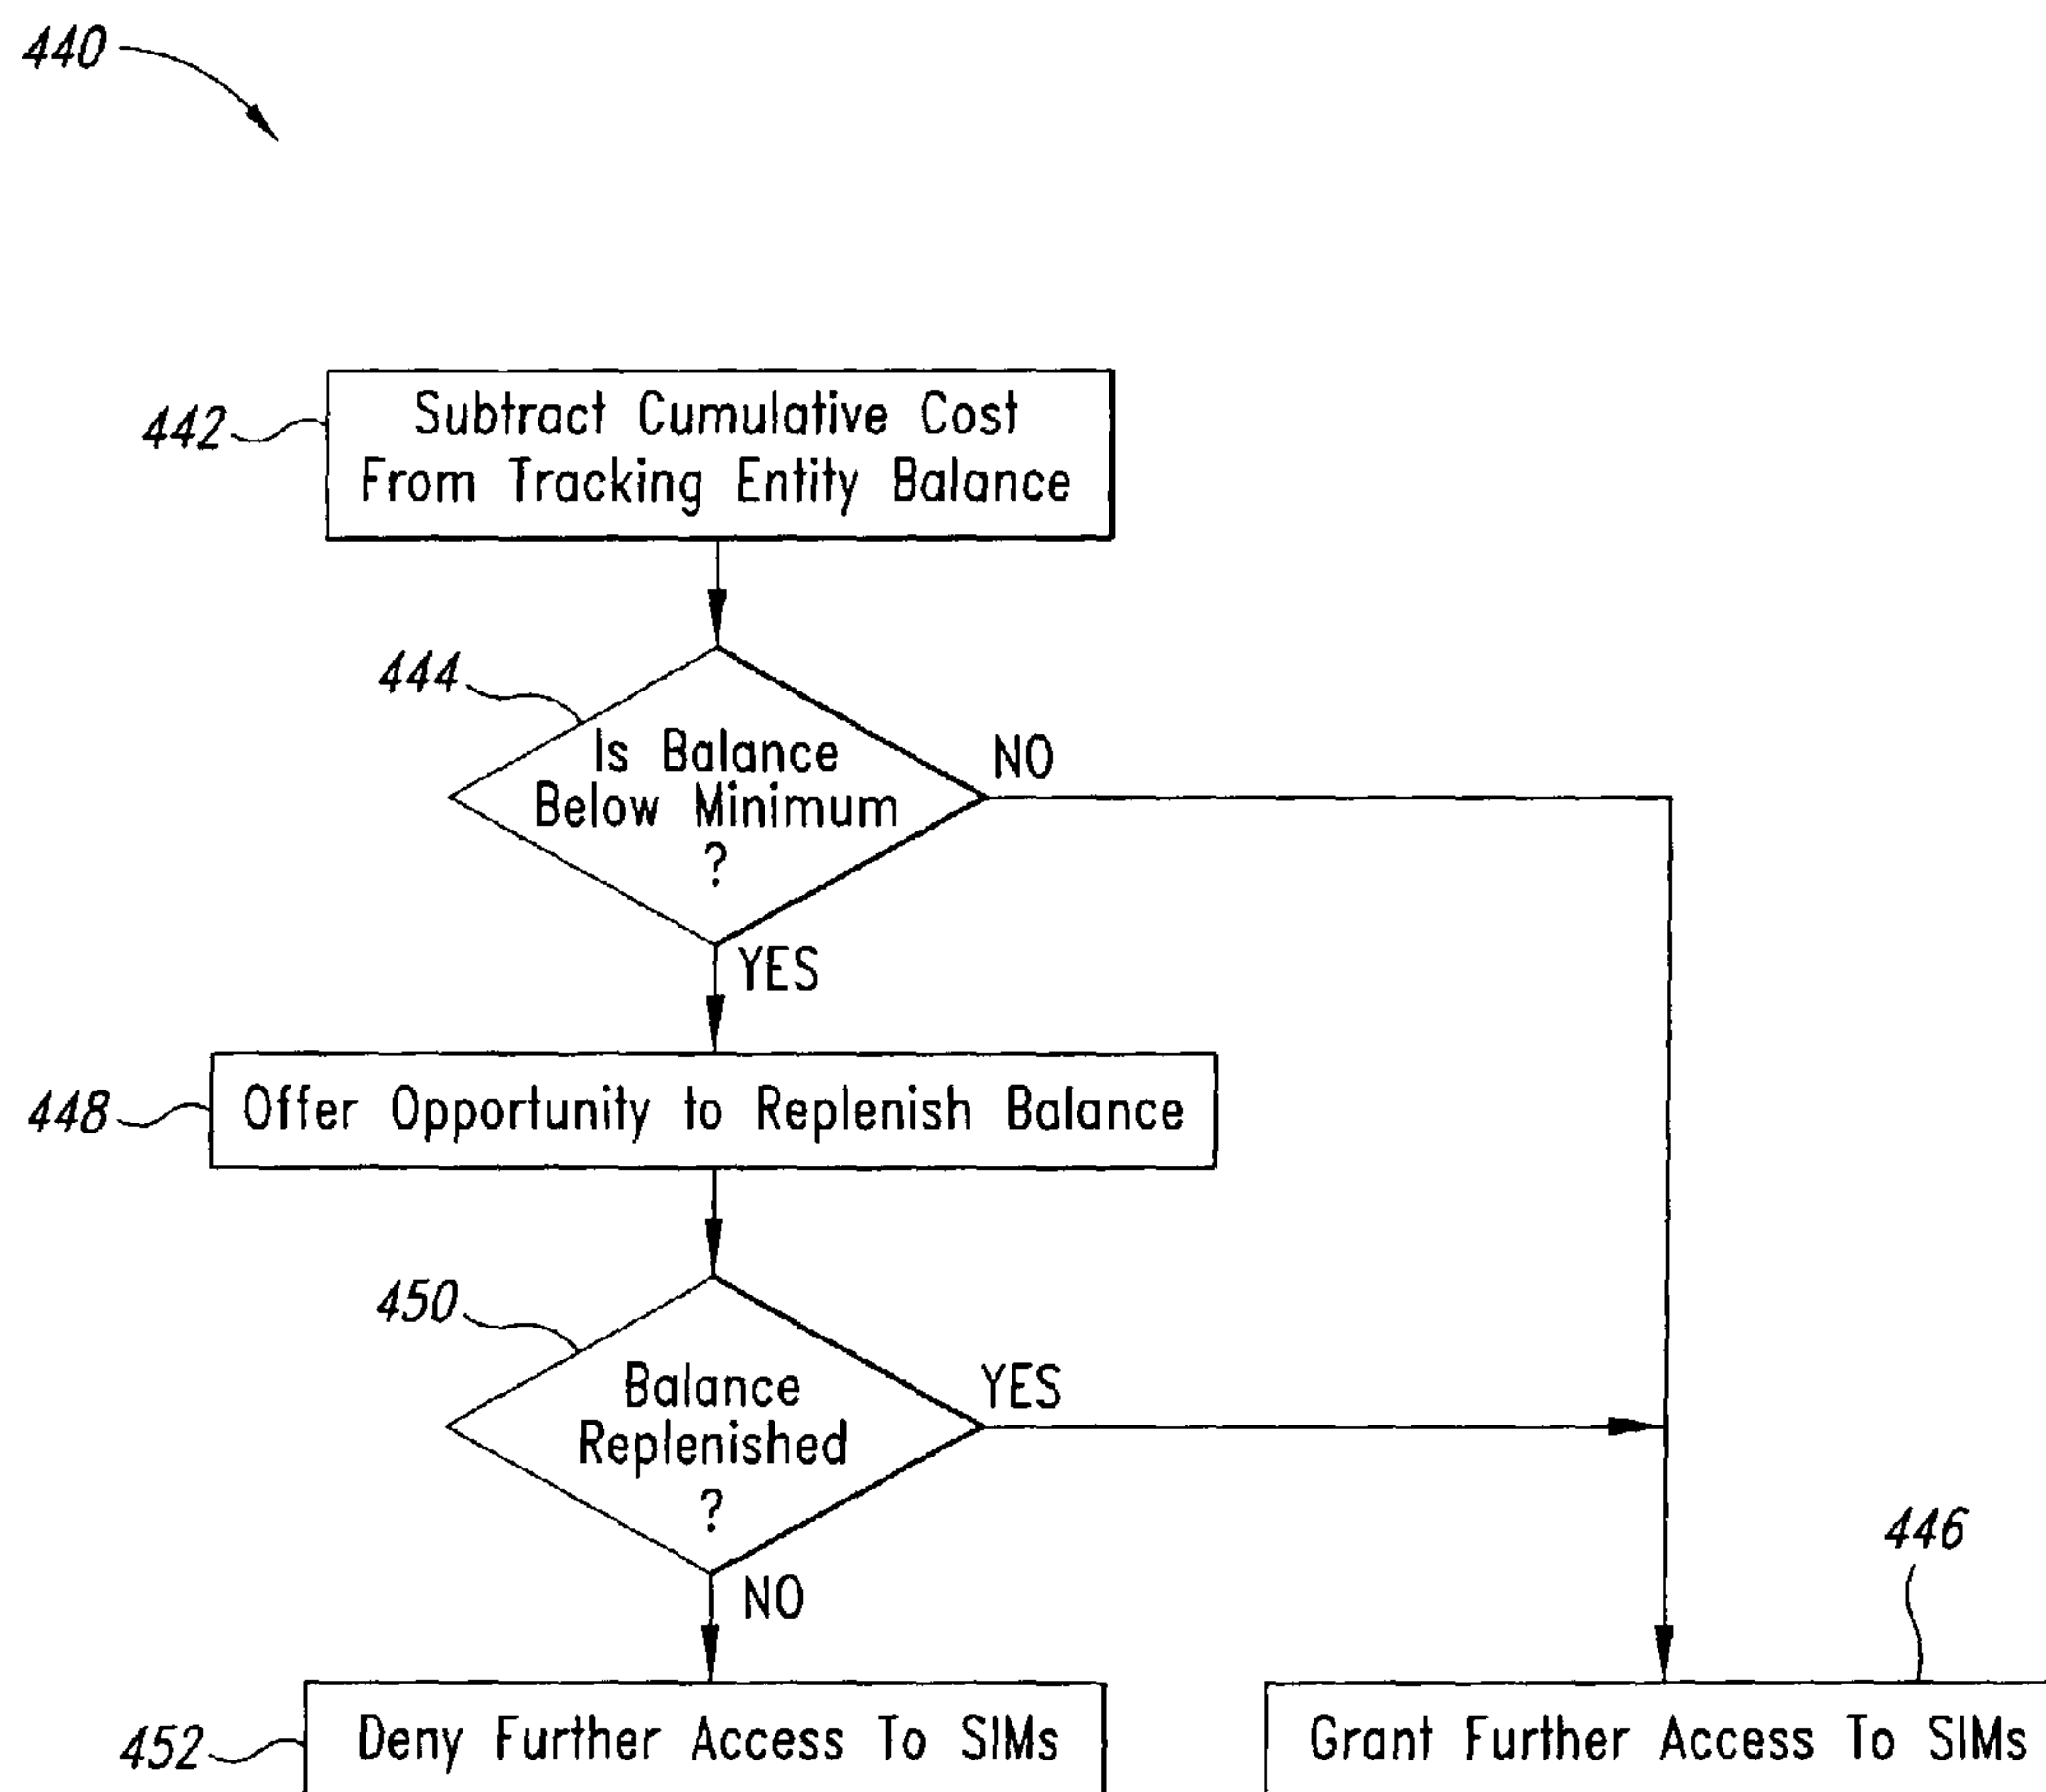 440
442
Subtract Cumulative Cost
From Tracking Entity Balance
444
Is Balance
Below Minimum
?
NO
YES
448
Offer Opportunity to Replenish Balance
450
Balance
Replenished
?
YES
NO
446
452
Deny Further Access To SIMs
Grant Further Access To SIMs